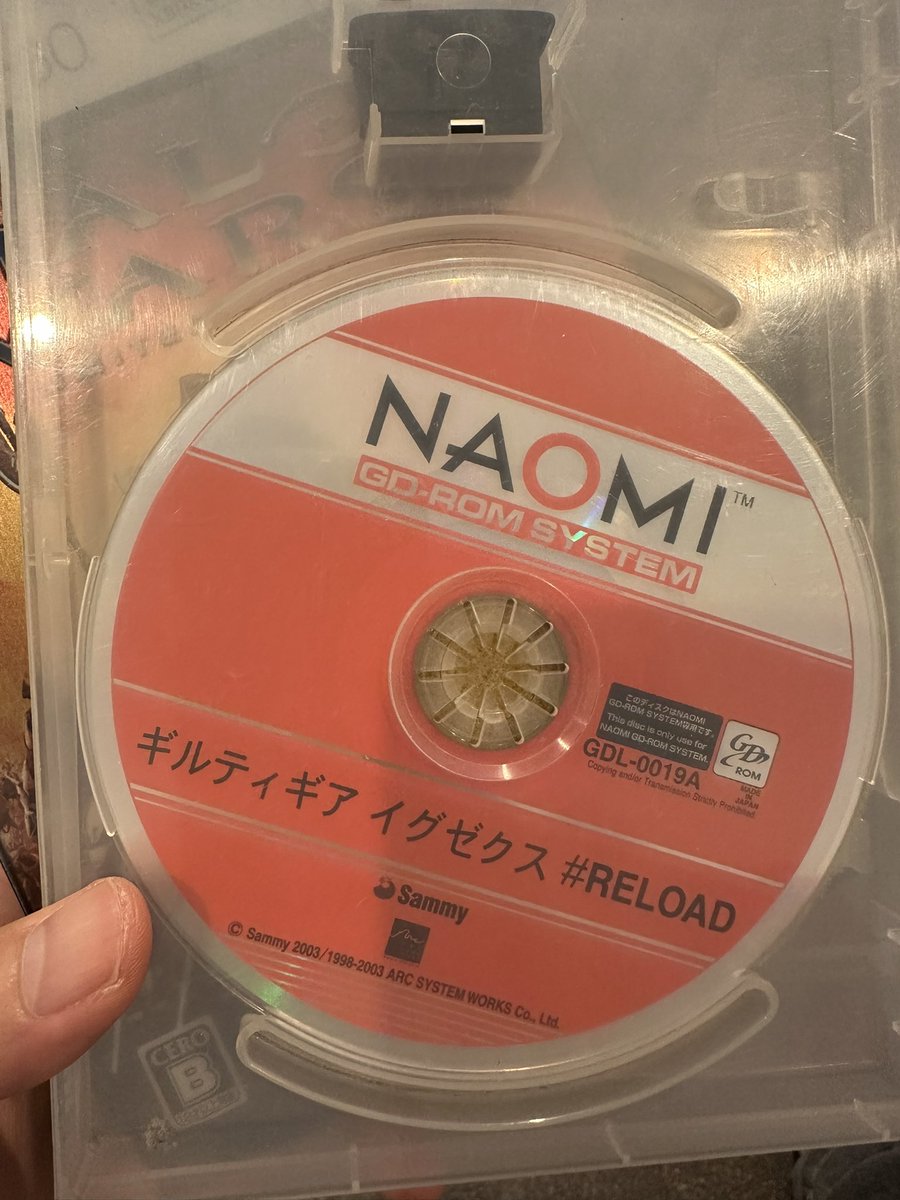 NAOMI™
GD-ROM SYSTEM
このディスクはNAOMI
GD-ROM SYSTEM専用です。
This disc is only use for
NAOMI GD-ROM SYSTEM.
GDL-0019A
Copying and/or Transmission Strictly Prohibited.
GD
ROM
MADE
IN
JAPAN
ギルティギア イグゼクス #RELOAD
Sammy
© Sammy 2003/1998-2003 ARC SYSTEM WORKS Co., Ltd.
CERO
B